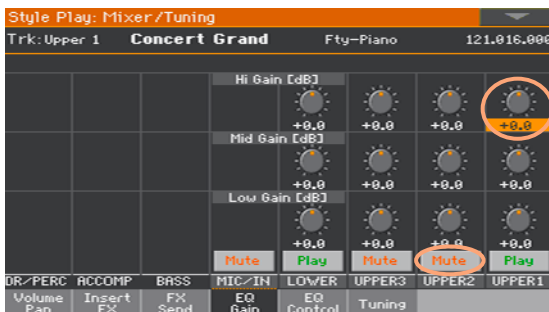 Style Play: Mixer/Tuning
Trk: Upper 1 Concert Grand Fty-Piano 121.016.000
Hi Gain [dB]
+0.0 +0.0 +0.0 +0.0
Mid Gain [dB]
+0.0 +0.0 +0.0 +0.0
Low Gain [dB]
+0.0 +0.0 +0.0 +0.0
Mute Play Mute Mute Play
DR/PERC ACCOMP BASS MIC/IN LOWER UPPER3 UPPER2 UPPER1
Volume Insert FX EQ EQ Tuning
Pan FX Send Gain Control